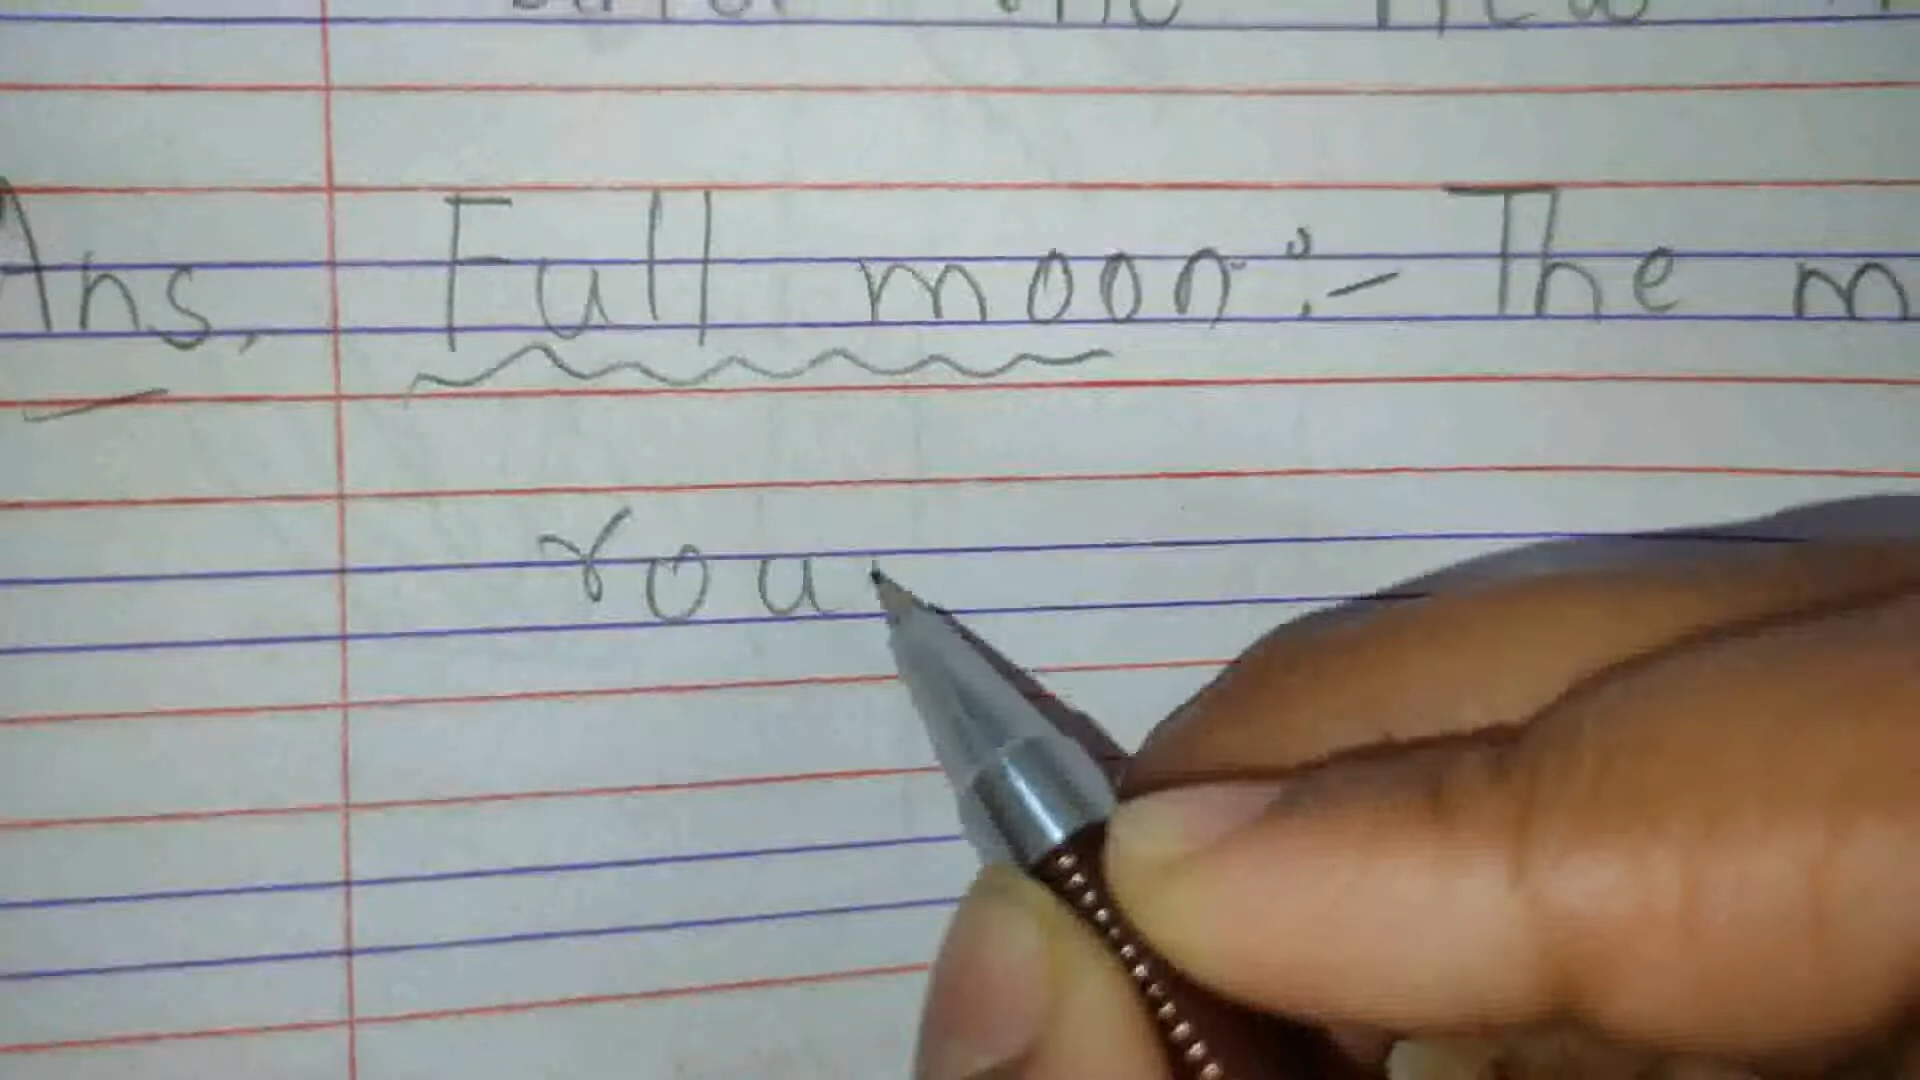 Ans. Full moon:- The m
rou